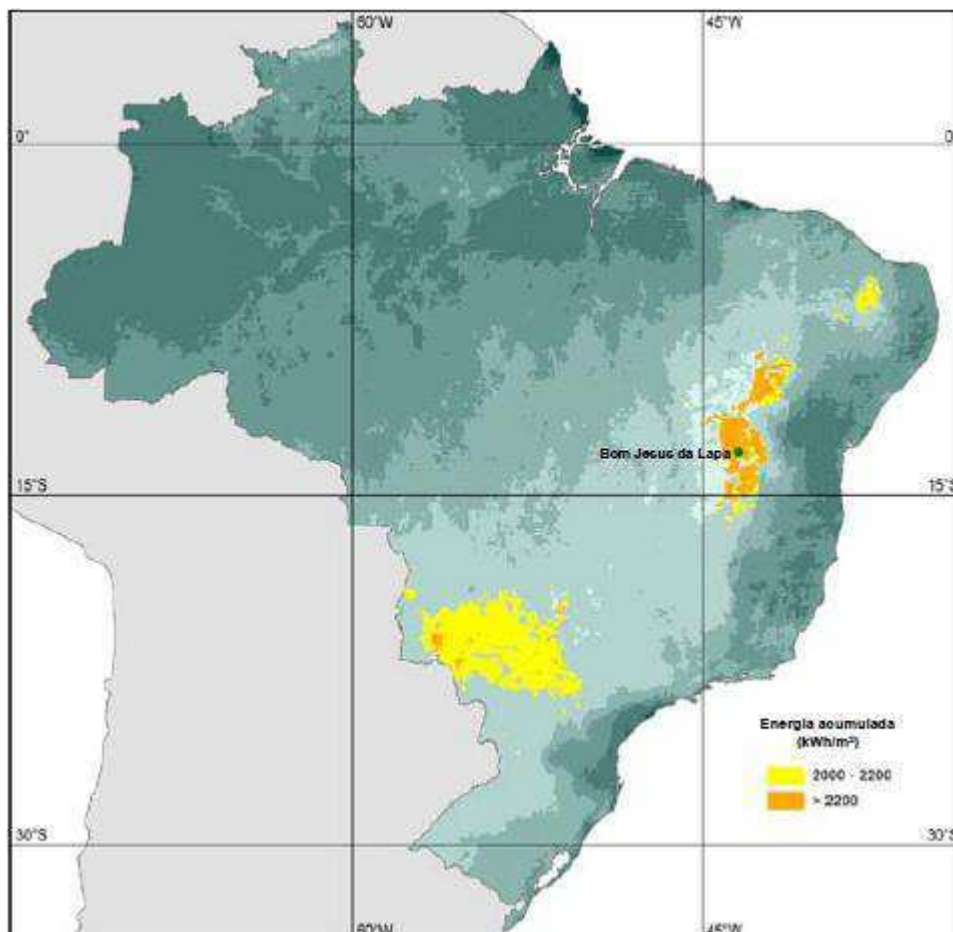 60°W
45°W
0°
0°
Bom Jesus da Lapa
15°S
15°S
Energia acumulada
(kWh/m²)
2000 - 2200
> 2200
30°S
30°S
60°W
45°W